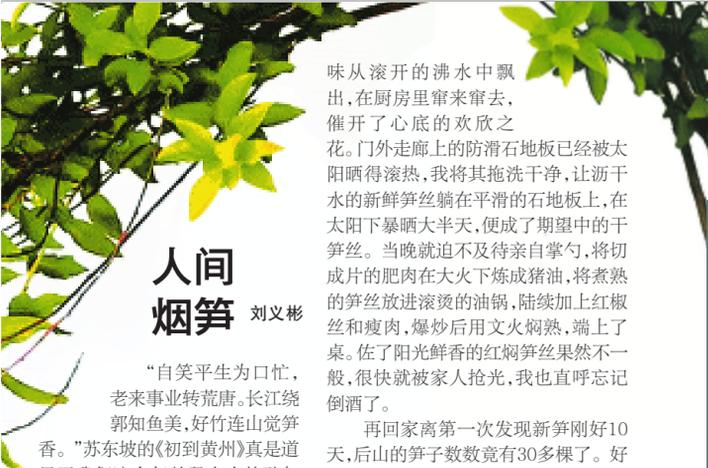 人间
烟笋
刘义彬
“自笑平生为口忙，
老来事业转荒唐。长江绕
郭知鱼美，好竹连山觉笋
香。”苏东坡的《初到黄州》真是道
味从滚开的沸水中飘
出，在厨房里窜来窜去，
催开了心底的欢欣之
花。门外走廊上的防滑石地板已经被太
阳晒得滚热，我将其拖洗干净，让沥干
水的新鲜笋丝躺在平滑的石地板上，在
太阳下暴晒大半天，便成了期望中的干
笋丝。当晚就迫不及待亲自掌勺，将切
成片的肥肉在大火下炼成猪油，将煮熟
的笋丝放进滚烫的油锅，陆续加上红椒
丝和瘦肉，爆炒后用文火焖熟，端上了
桌。佐了阳光鲜香的红焖笋丝果然不一
般，很快就被家人抢光，我也直呼忘记
倒酒了。
再回家离第一次发现新笋刚好10
天，后山的笋子数数竟有30多棵了。好